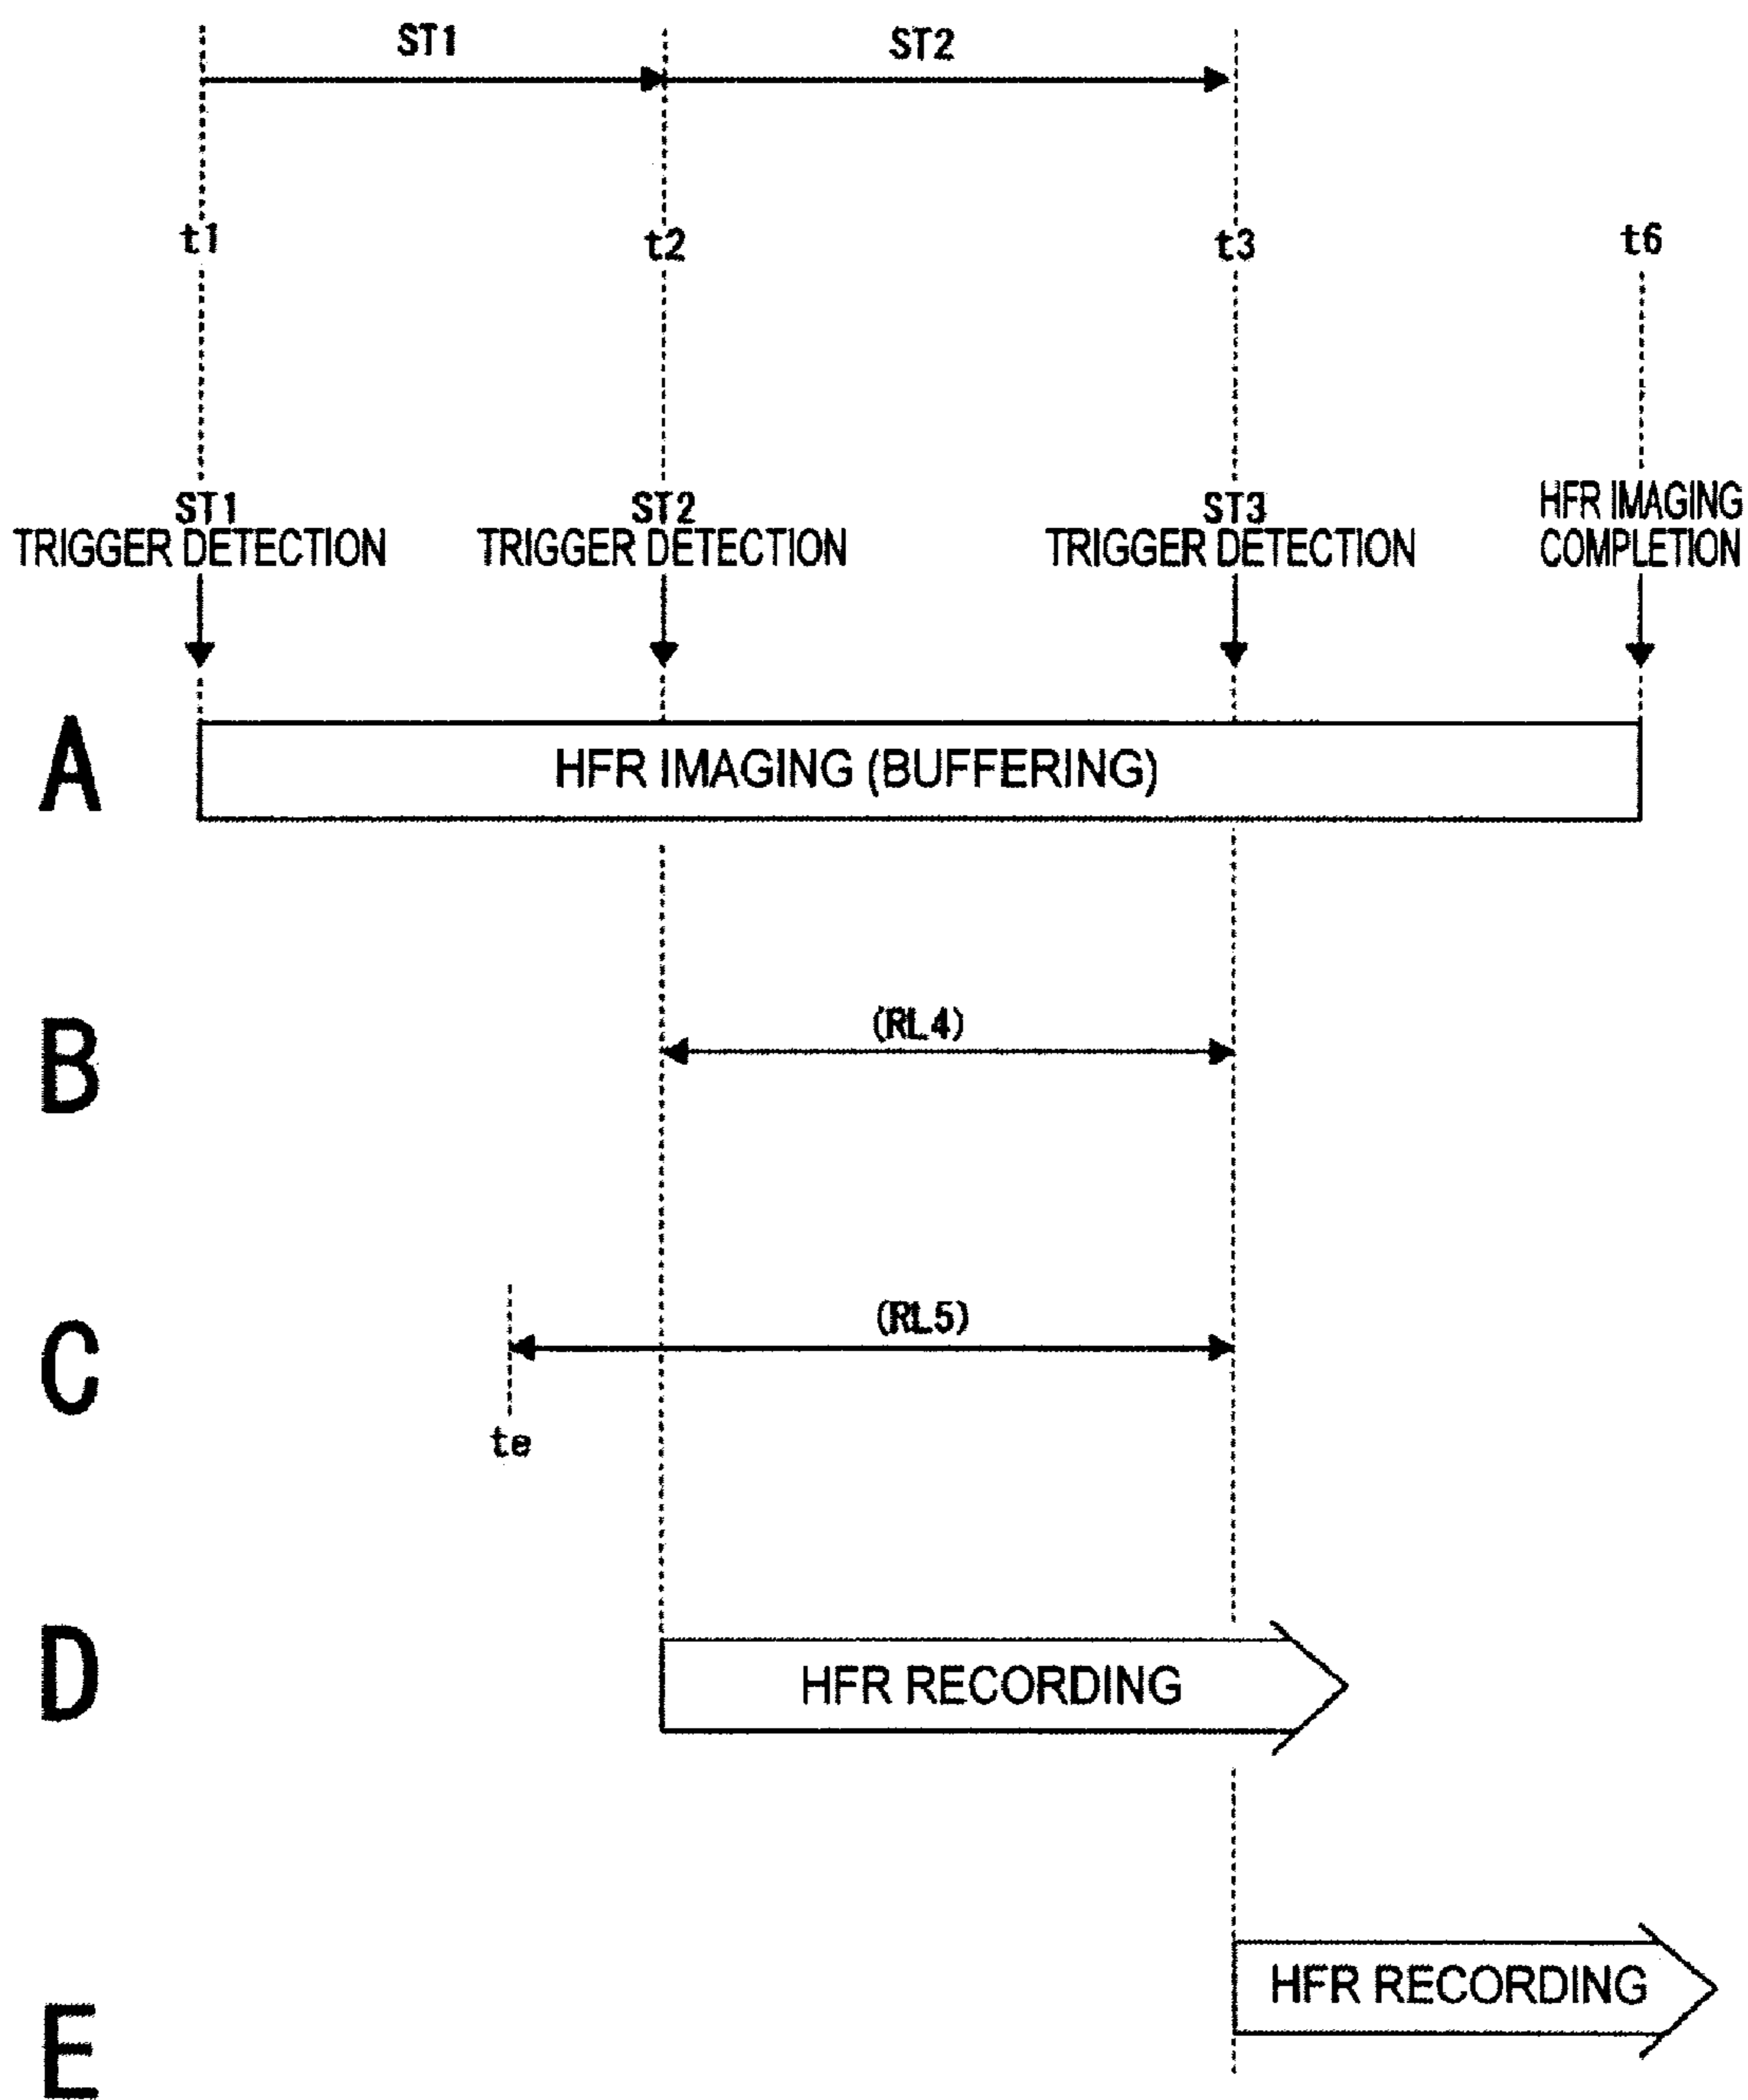 ST1 ST2
t1 t2 t3 t6
ST1 ST2 ST3 HFR IMAGING
TRIGGER DETECTION TRIGGER DETECTION TRIGGER DETECTION COMPLETION
A HFR IMAGING (BUFFERING)
B (RL4)
C (RL5)
te
D HFR RECORDING
E HFR RECORDING